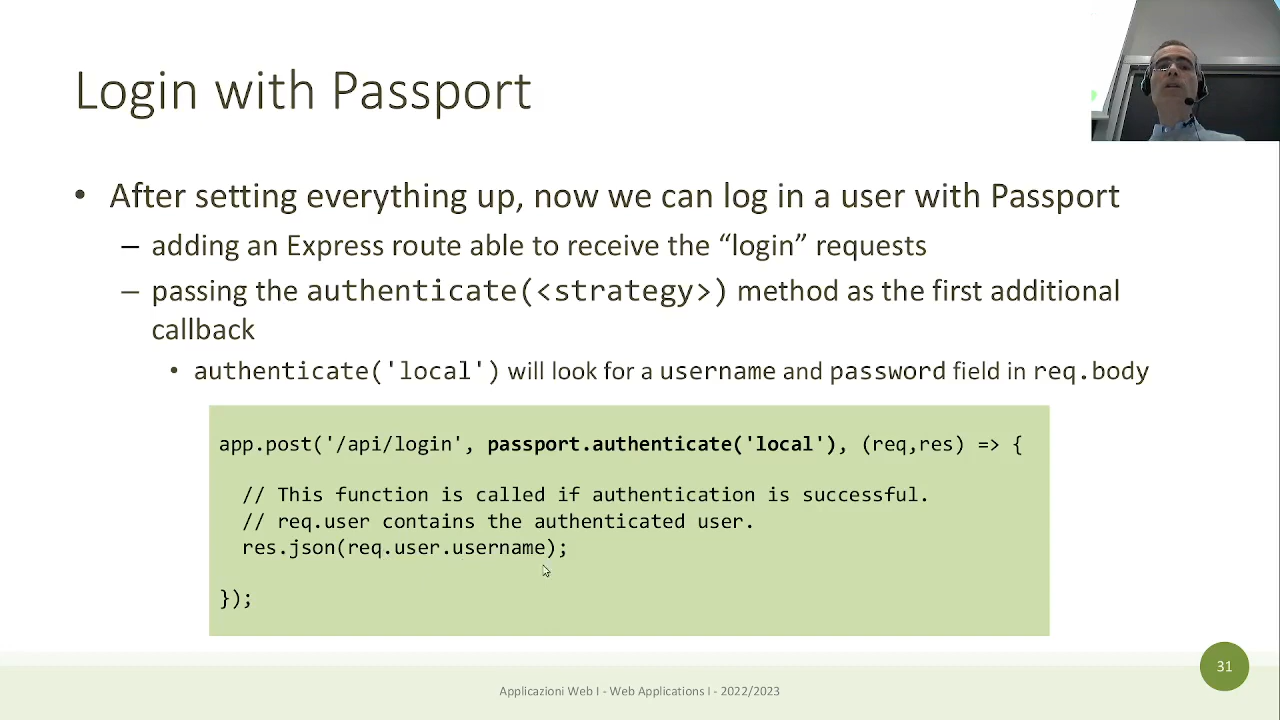 Login with Passport
• After setting everything up, now we can log in a user with Passport
– adding an Express route able to receive the “login” requests
– passing the authenticate(<strategy>) method as the first additional
callback
• authenticate('local') will look for a username and password field in req.body
app.post('/api/login', passport.authenticate('local'), (req,res) => {
// This function is called if authentication is successful.
// req.user contains the authenticated user.
res.json(req.user.username);
});
31
Applicazioni Web I - Web Applications I - 2022/2023